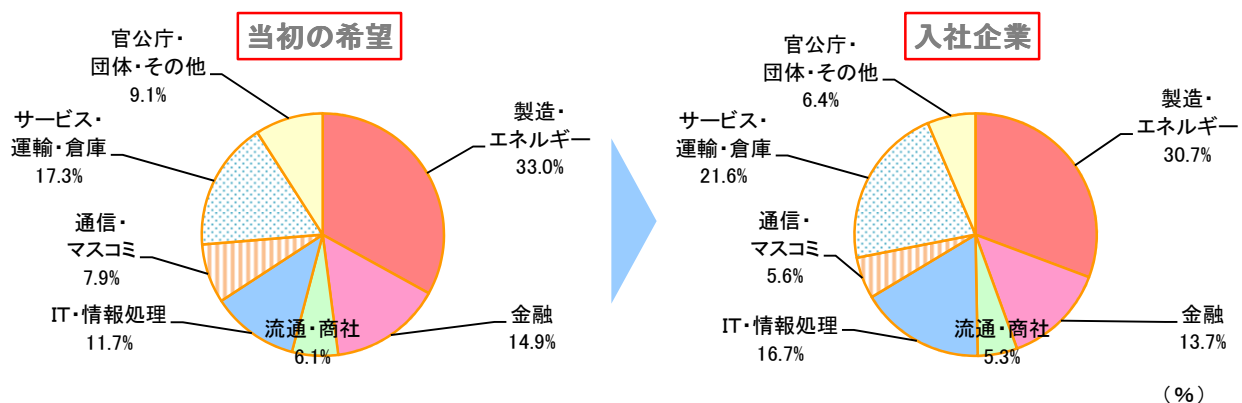 当初の希望
官公庁・
団体・その他
9.1%
製造・
エネルギー
33.0%
サービス・
運輸・倉庫
17.3%
通信・
マスコミ
7.9%
IT・情報処理
11.7%
流通・商社
6.1%
金融
14.9%
入社企業
官公庁・
団体・その他
6.4%
製造・
エネルギー
30.7%
サービス・
運輸・倉庫
21.6%
通信・
マスコミ
5.6%
IT・情報処理
16.7%
流通・商社
5.3%
金融
13.7%
（%）